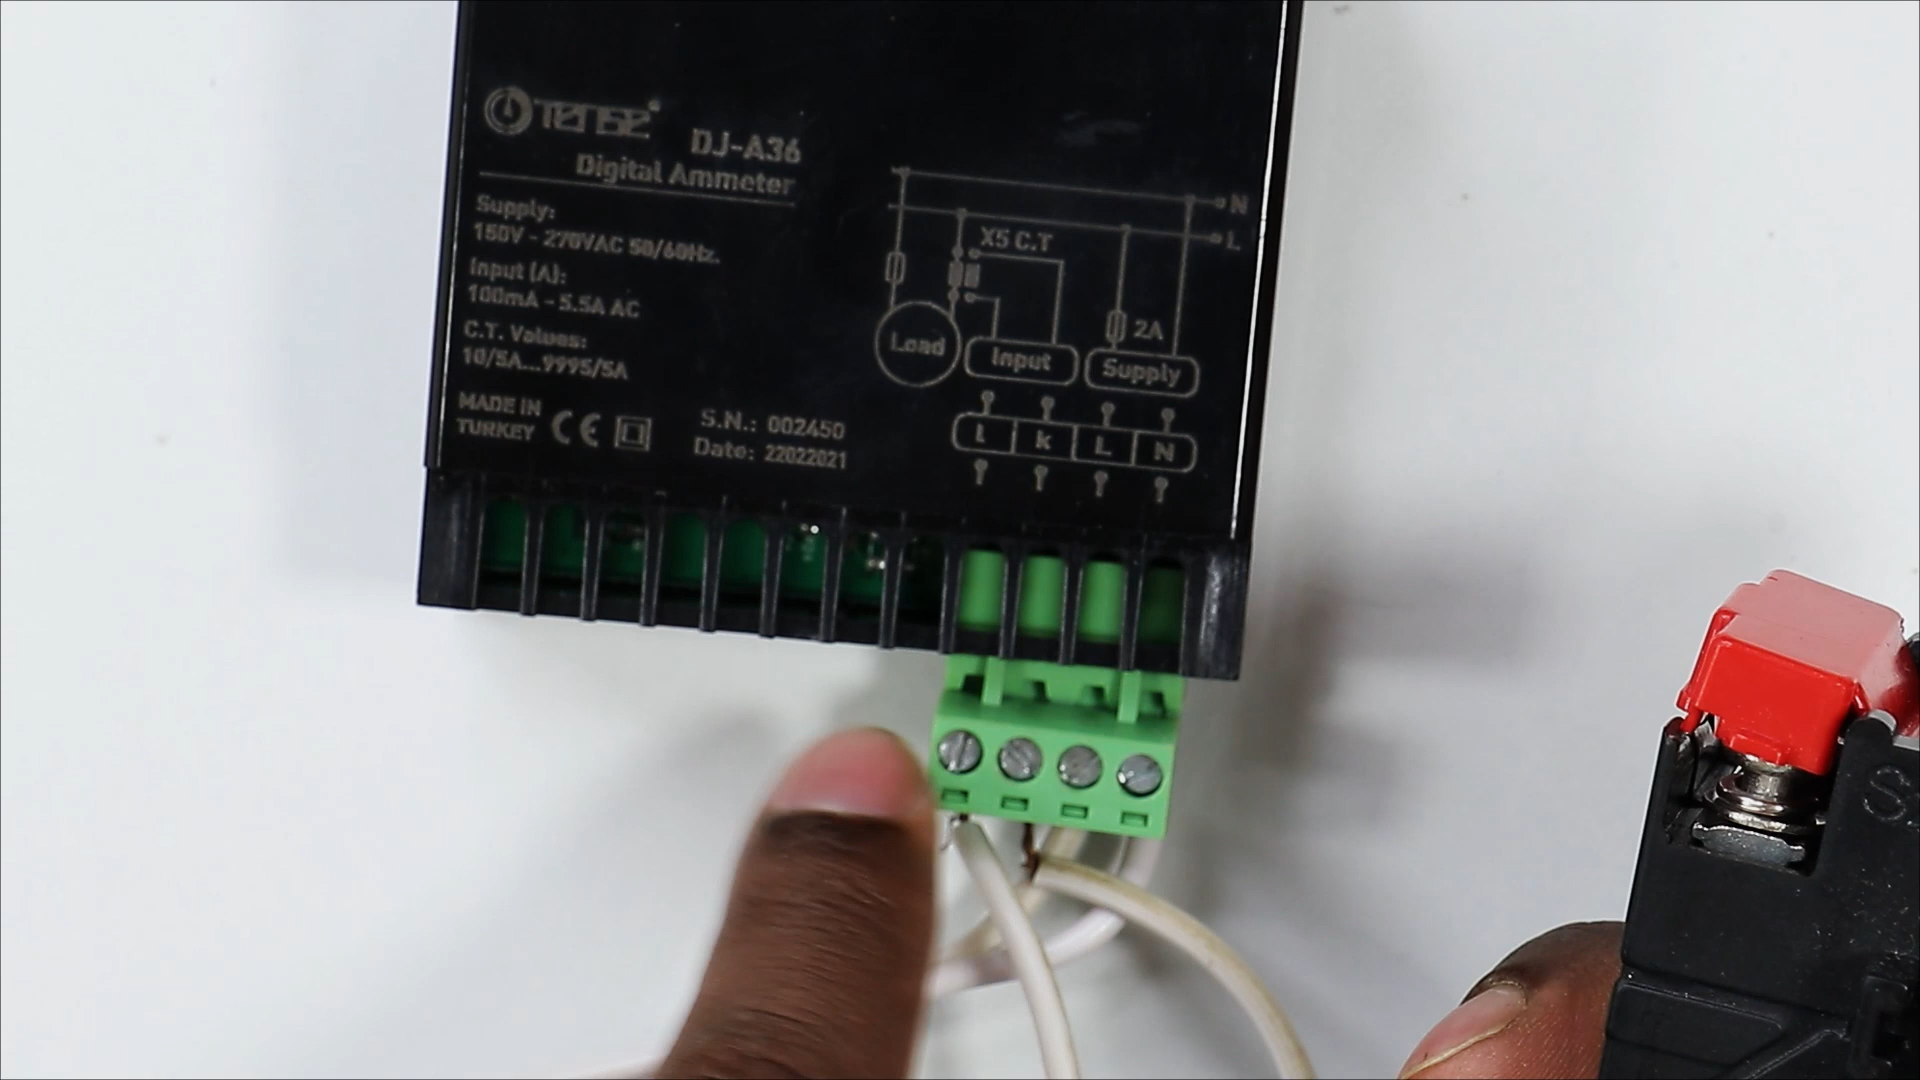 TENSE
DJ-A36
Digital Ammeter
Supply:
150V - 270VAC 50/60Hz.
Input (A):
100mA - 5.5A AC
C.T. Values:
10/5A...9995/5A
MADE IN
TURKEY CE
S.N.: 002450
Date: 22022021
N
L
X5 C.T
2A
Load
Input
Supply
l k L N
S